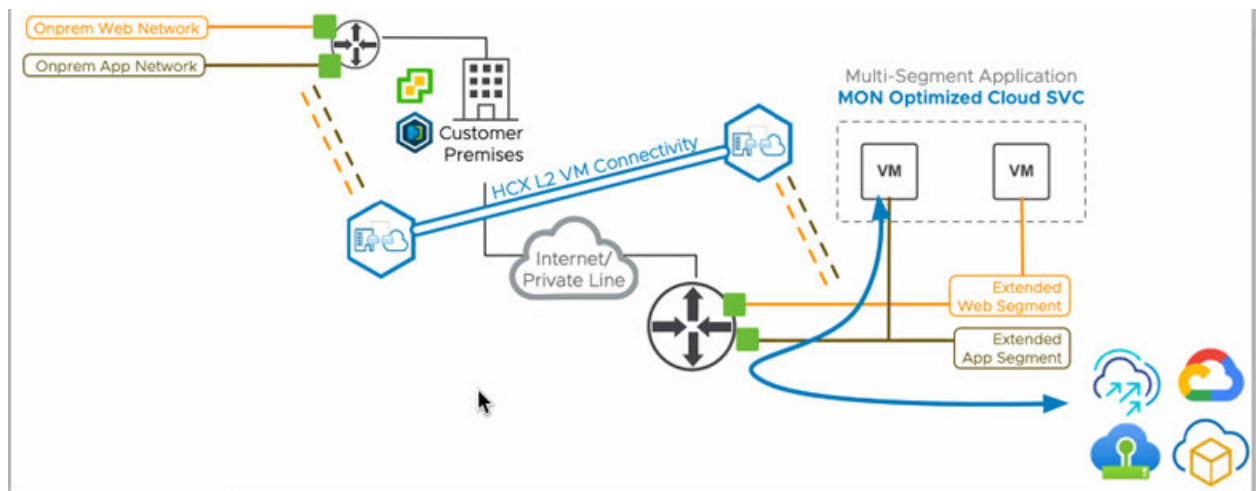 Onprem Web Network
Onprem App Network
Customer
Premises
HCX L2 VM Connectivity
Internet/
Private Line
Multi-Segment Application
MON Optimized Cloud SVC
VM
VM
Extended
Web Segment
Extended
App Segment